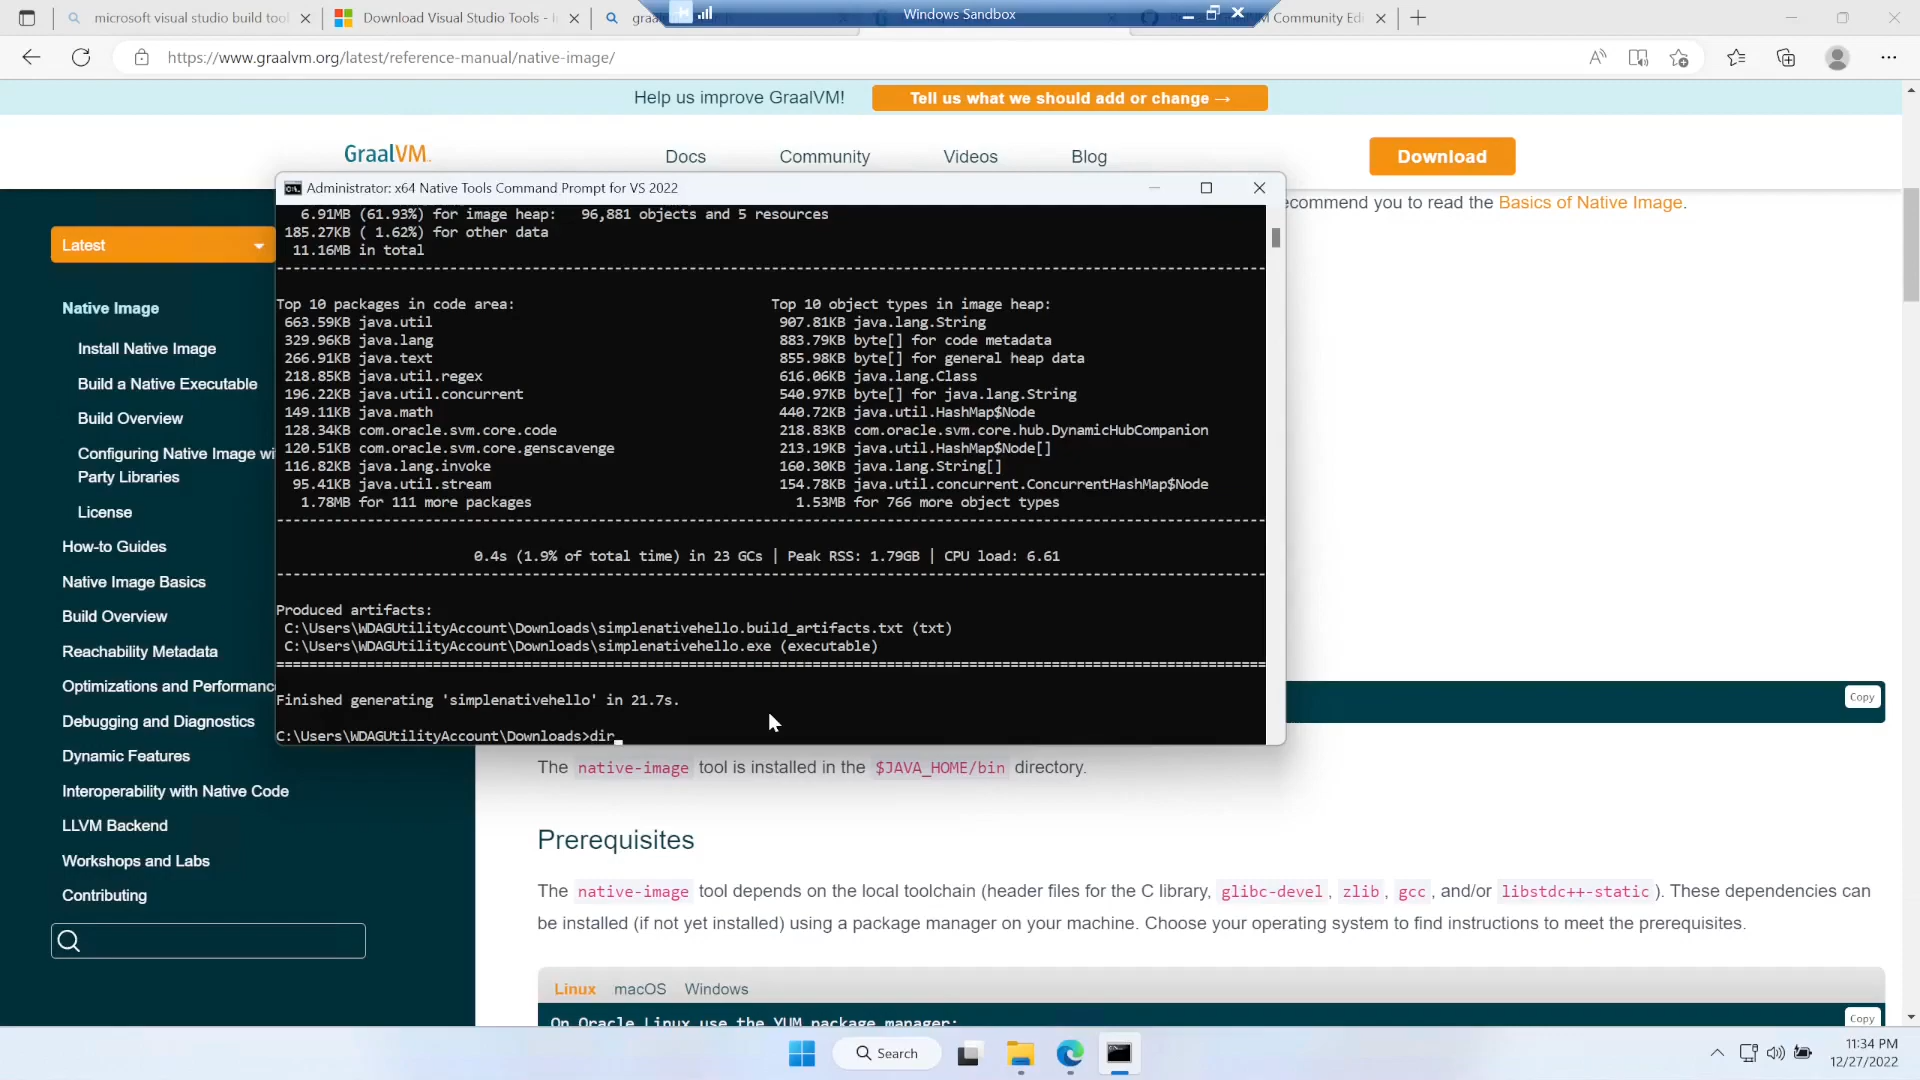 microsoft visual studio build tool
Download Visual Studio Tools - I
graal
Windows Sandbox
VM Community Edi
https://www.graalvm.org/latest/reference-manual/native-image/
Help us improve GraalVM!
Tell us what we should add or change →
GraalVM.
Docs
Community
Videos
Blog
Download
Latest
Native Image
Install Native Image
Build a Native Executable
Build Overview
Configuring Native Image wi
Party Libraries
License
How-to Guides
Native Image Basics
Build Overview
Reachability Metadata
Optimizations and Performanc
Debugging and Diagnostics
Dynamic Features
Interoperability with Native Code
LLVM Backend
Workshops and Labs
Contributing
ecommend you to read the Basics of Native Image.
Administrator: x64 Native Tools Command Prompt for VS 2022
6.91MB (61.93%) for image heap:   96,881 objects and 5 resources
185.27KB ( 1.62%) for other data
11.16MB in total
Top 10 packages in code area:
Top 10 object types in image heap:
663.59KB java.util
907.81KB java.lang.String
329.96KB java.lang
883.79KB byte[] for code metadata
266.91KB java.text
855.98KB byte[] for general heap data
218.85KB java.util.regex
616.06KB java.lang.Class
196.22KB java.util.concurrent
540.97KB byte[] for java.lang.String
149.11KB java.math
440.72KB java.util.HashMap$Node
128.34KB com.oracle.svm.core.code
218.83KB com.oracle.svm.core.hub.DynamicHubCompanion
120.51KB com.oracle.svm.core.genscavenge
213.19KB java.util.HashMap$Node[]
116.82KB java.lang.invoke
160.30KB java.lang.String[]
95.41KB java.util.stream
154.78KB java.util.concurrent.ConcurrentHashMap$Node
1.78MB for 111 more packages
1.53MB for 766 more object types
0.4s (1.9% of total time) in 23 GCs | Peak RSS: 1.79GB | CPU load: 6.61
Produced artifacts:
C:\Users\WDAGUtilityAccount\Downloads\simplenativehello.build_artifacts.txt (txt)
C:\Users\WDAGUtilityAccount\Downloads\simplenativehello.exe (executable)
Finished generating 'simplenativehello' in 21.7s.
C:\Users\WDAGUtilityAccount\Downloads>dir_
Copy
The native-image tool is installed in the $JAVA_HOME/bin directory.
Prerequisites
The native-image tool depends on the local toolchain (header files for the C library, glibc-devel, zlib, gcc, and/or libstdc++-static). These dependencies can
be installed (if not yet installed) using a package manager on your machine. Choose your operating system to find instructions to meet the prerequisites.
Linux
macOS
Windows
On Oracle Linux use the YUM package manager:
Copy
Search
11:34 PM
12/27/2022